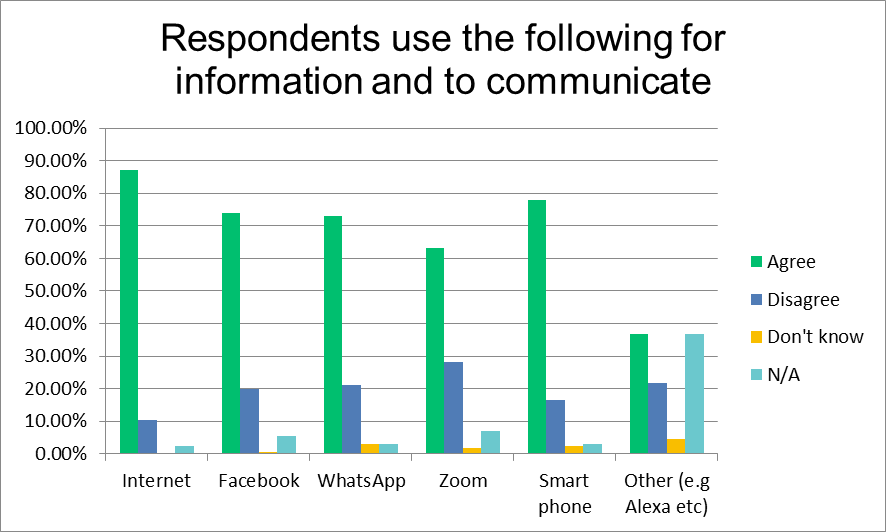 Respondents use the following for
information and to communicate
100.00%
90.00%
80.00%
70.00%
60.00%
50.00%
40.00%
30.00%
20.00%
10.00%
0.00%
Internet
Facebook
WhatsApp
Zoom
Smart
phone
Other (e.g
Alexa etc)
Agree
Disagree
Don't know
N/A